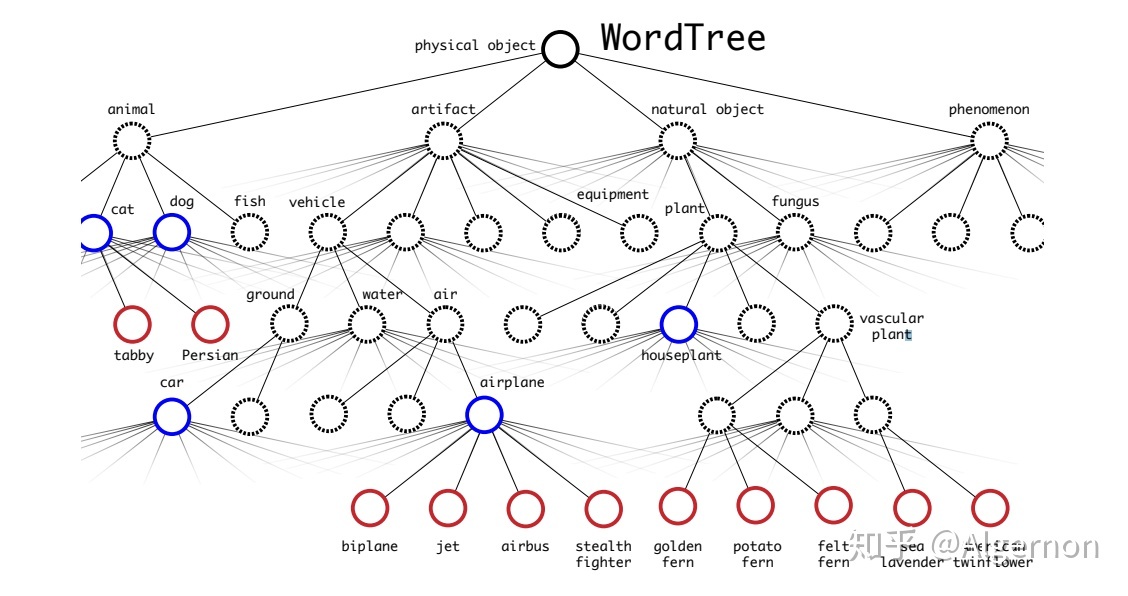 WordTree
physical object
animal
artifact
natural object
phenomenon
cat
dog
fish
vehicle
equipment
plant
fungus
ground
water
air
vascular
plant
tabby
Persian
houseplant
car
airplane
biplane
jet
airbus
stealth
fighter
golden
fern
potato
fern
felt
fern
sea
lavender
American
twinflower
知乎 @Algernon